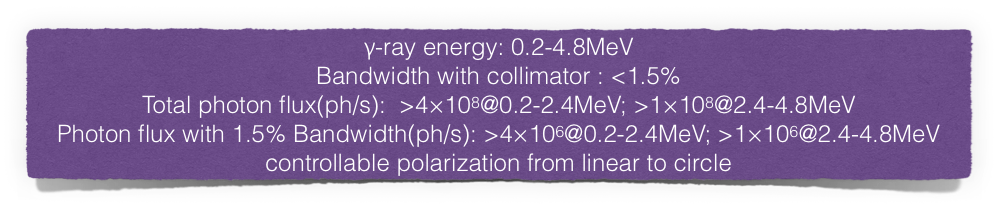 γ-ray energy: 0.2-4.8MeV
Bandwidth with collimator : <1.5%
Total photon flux(ph/s):  >4×10⁸@0.2-2.4MeV; >1×10⁸@2.4-4.8MeV
Photon flux with 1.5% Bandwidth(ph/s): >4×10⁶@0.2-2.4MeV; >1×10⁶@2.4-4.8MeV
controllable polarization from linear to circle